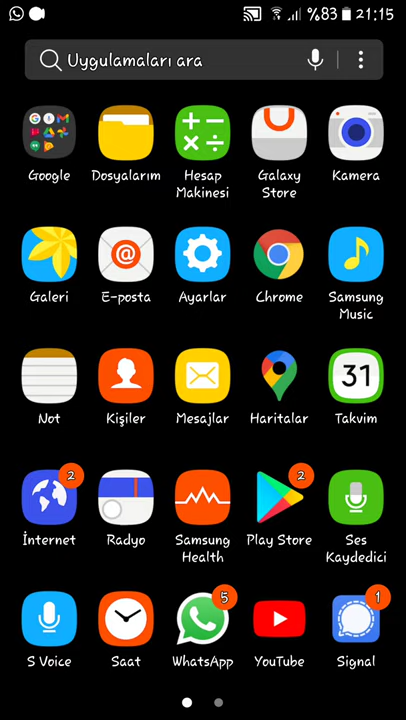 %83 21:15
Uygulamaları ara
Google Dosyalarım Hesap Makinesi Galaxy Store Kamera
Galeri E-posta Ayarlar Chrome Samsung Music
31
Not Kişiler Mesajlar Haritalar Takvim
2 2
İnternet Radyo Samsung Health Play Store Ses Kaydedici
5 1
S Voice Saat WhatsApp YouTube Signal